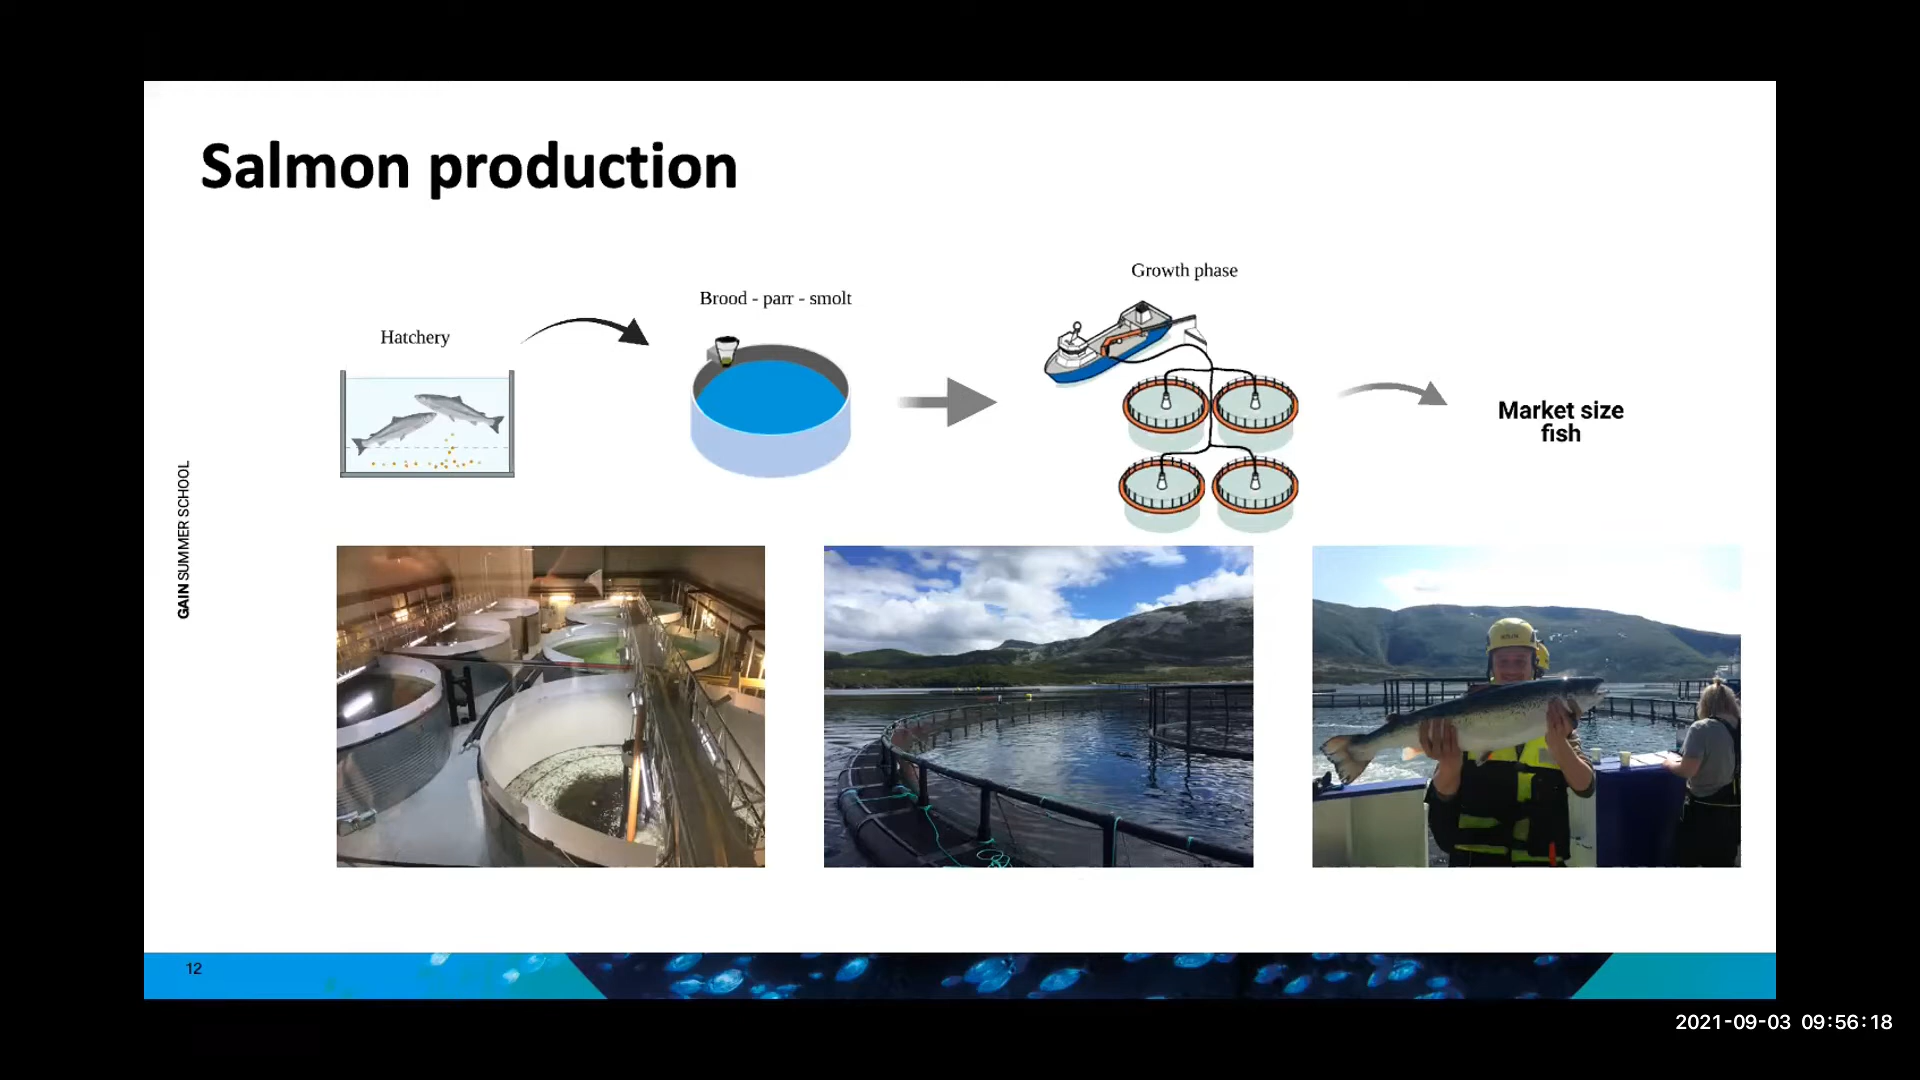 Salmon production
Growth phase
Brood - parr - smolt
Hatchery
Market size
fish
GAIN SUMMER SCHOOL
12
2021-09-03 09:56:18